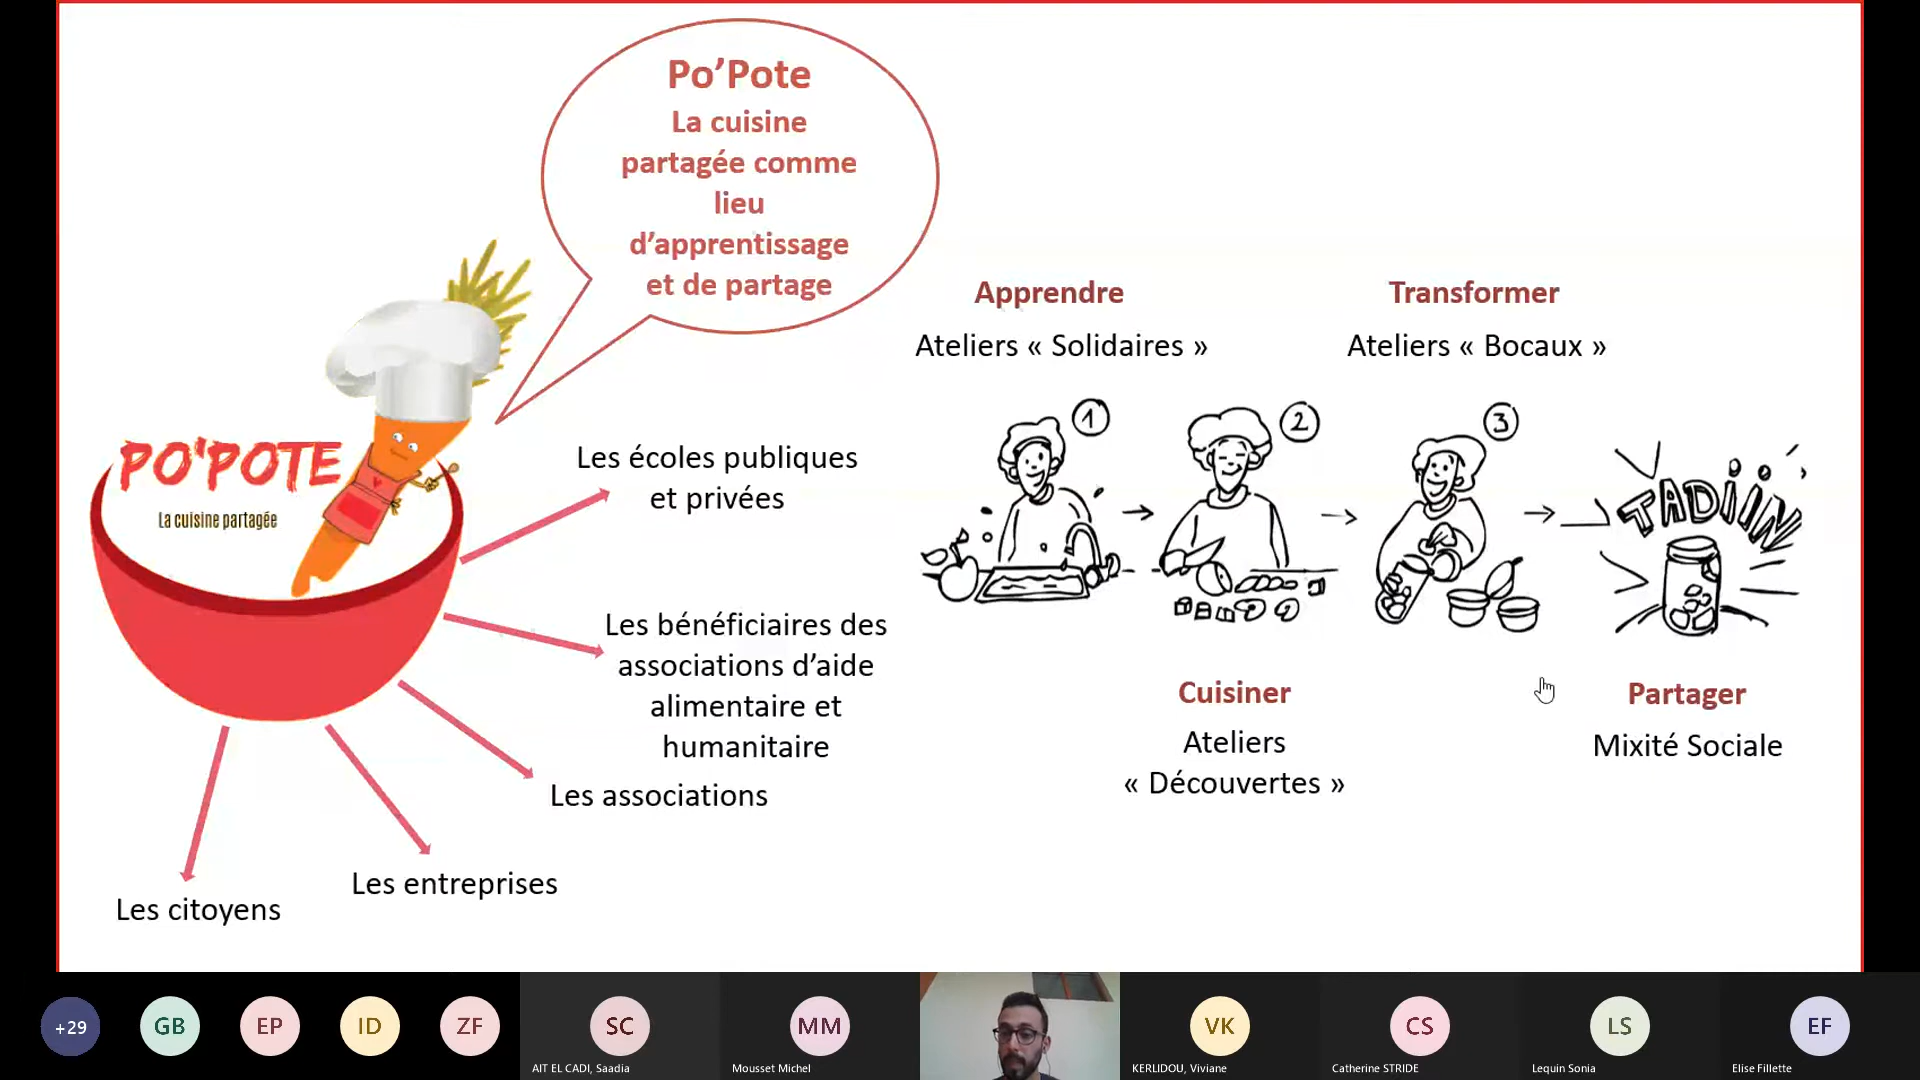 Po’Pote
La cuisine
partagée comme
lieu
d’apprentissage
et de partage
PO'POTE
La cuisine partagée
Les écoles publiques
et privées
Les bénéficiaires des
associations d’aide
alimentaire et
humanitaire
Les associations
Les entreprises
Les citoyens
Apprendre
Ateliers « Solidaires »
Transformer
Ateliers « Bocaux »
1
2
3
TADIIN
Cuisiner
Ateliers
« Découvertes »
Partager
Mixité Sociale
+29
GB
EP
ID
ZF
SC
AIT EL CADI, Saadia
MM
Mousset Michel
VK
KERLIDOU, Viviane
CS
Catherine STRIDE
LS
Lequin Sonia
EF
Elise Fillette